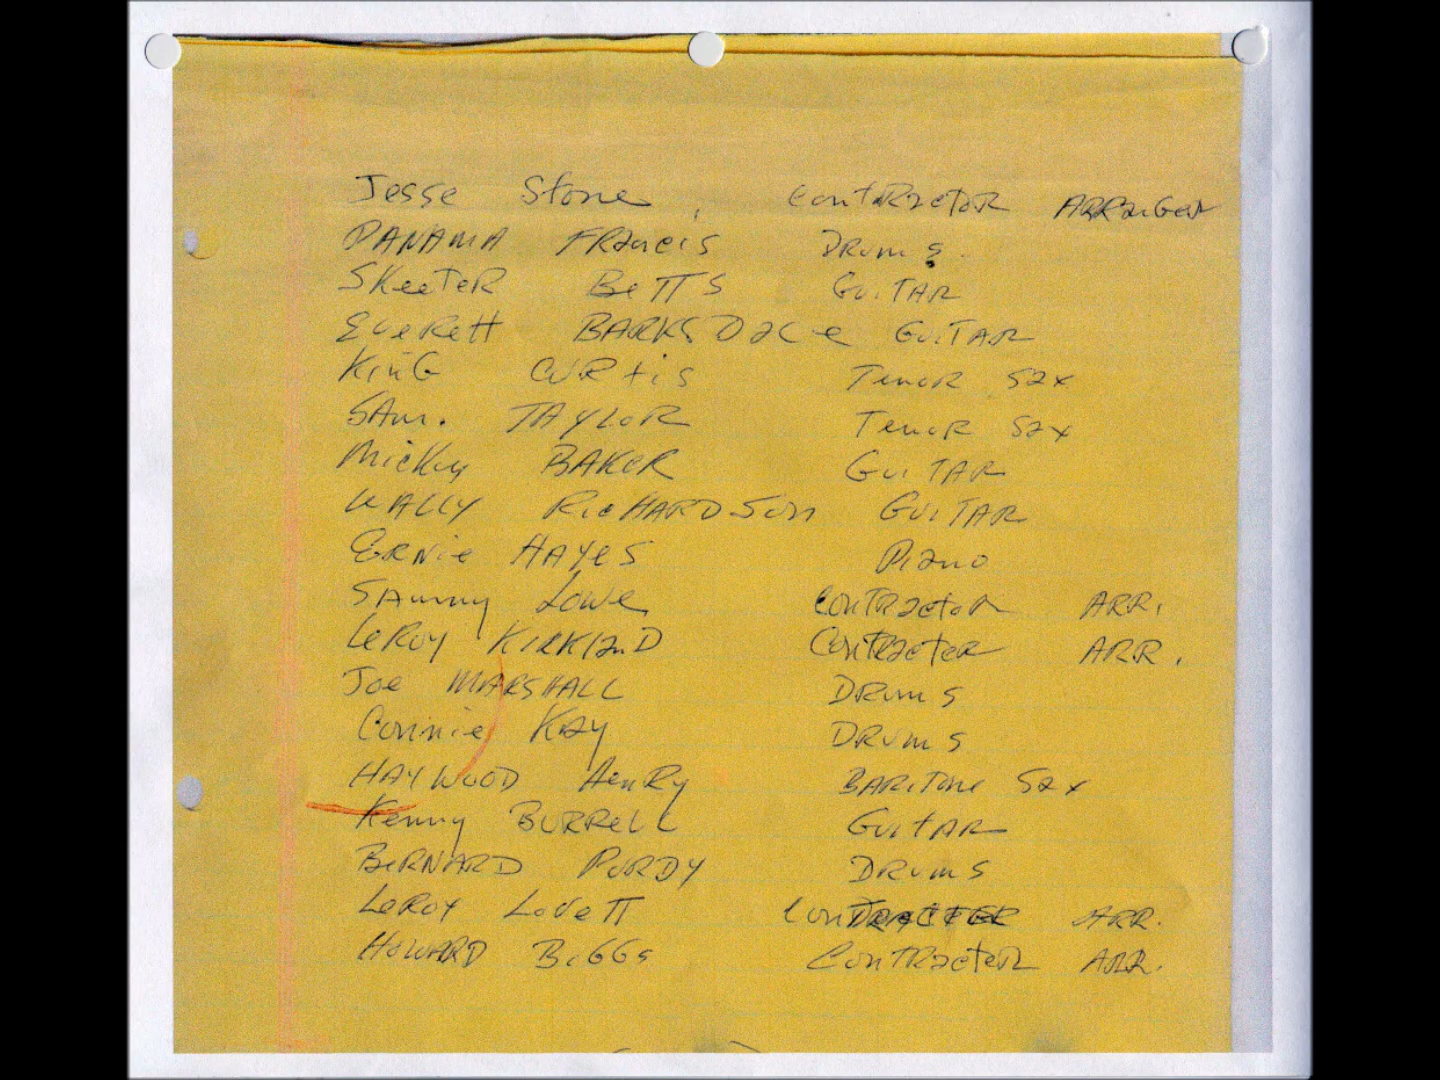 Jesse Stone, Contractor ARRanGer
PANAMA FRancis DRums.
SKeeTeR BeTTS GuiTAR
EveRett BARKSDaLe GuiTAR
KinG CuRtis TenoR Sax
SAm. TAYLoR TenoR Sax
Mickey BAKeR GuiTAR
WALLY RicHARDSon GuiTAR
ERNie HAYeS Piano
SAmmy Lowe ConTRactoR ARR.
LeRoy KIRKLanD ConTRacteR ARR.
Joe MARSHALL DRumS
Connie Kay DRumS
HAYWOOD HenRy BARiTone Sax
Kenny BURReLL GuitAR
BeRNARD PURDY DRumS
LeRoY LoveTT ConTRACTER ARR.
HoWARD BiGGs ConTRacteR ARR.